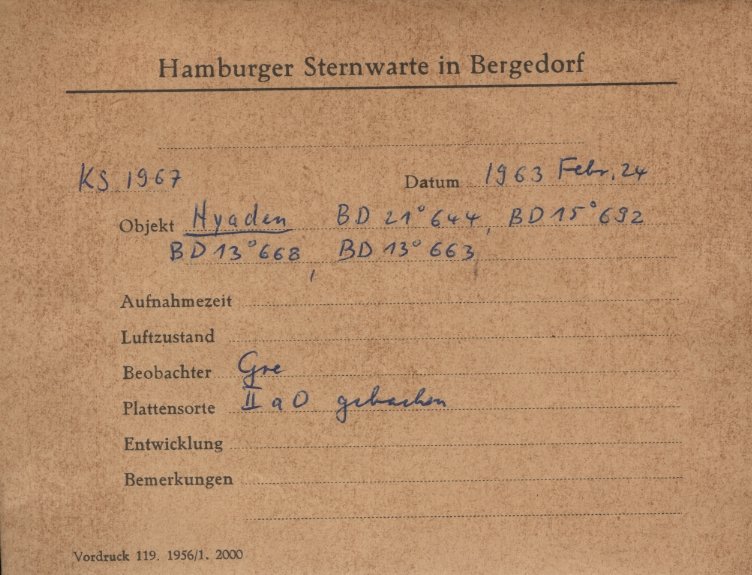 Hamburger Sternwarte in Bergedorf
KS 1967 Datum 1963 Febr. 24
Objekt Hyaden BD 21°644, BD 15°692
BD 13°668, BD 13°663
Aufnahmezeit
Luftzustand
Beobachter Gre
Plattensorte II a O gebacken
Entwicklung
Bemerkungen
Vordruck 119. 1956/1. 2000